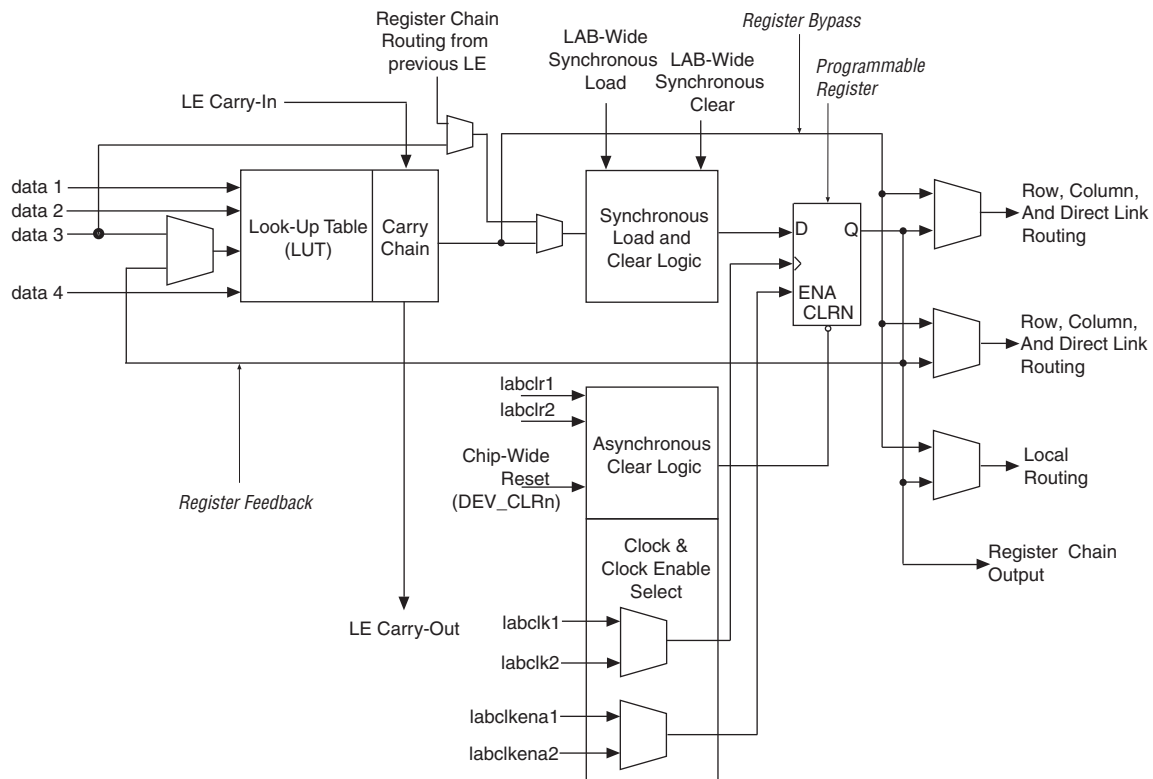 Register Chain
Routing from
previous LE
LAB-Wide
Synchronous
Load
LAB-Wide
Synchronous
Clear
Register Bypass
Programmable
Register
LE Carry-In
data 1
data 2
data 3
data 4
Look-Up Table
(LUT)
Carry
Chain
Synchronous
Load and
Clear Logic
D
Q
ENA
CLRN
Row, Column,
And Direct Link
Routing
Row, Column,
And Direct Link
Routing
Local
Routing
Register Chain
Output
Register Feedback
labclr1
labclr2
Chip-Wide
Reset
(DEV_CLRn)
Asynchronous
Clear Logic
Clock &
Clock Enable
Select
labclk1
labclk2
labclkena1
labclkena2
LE Carry-Out